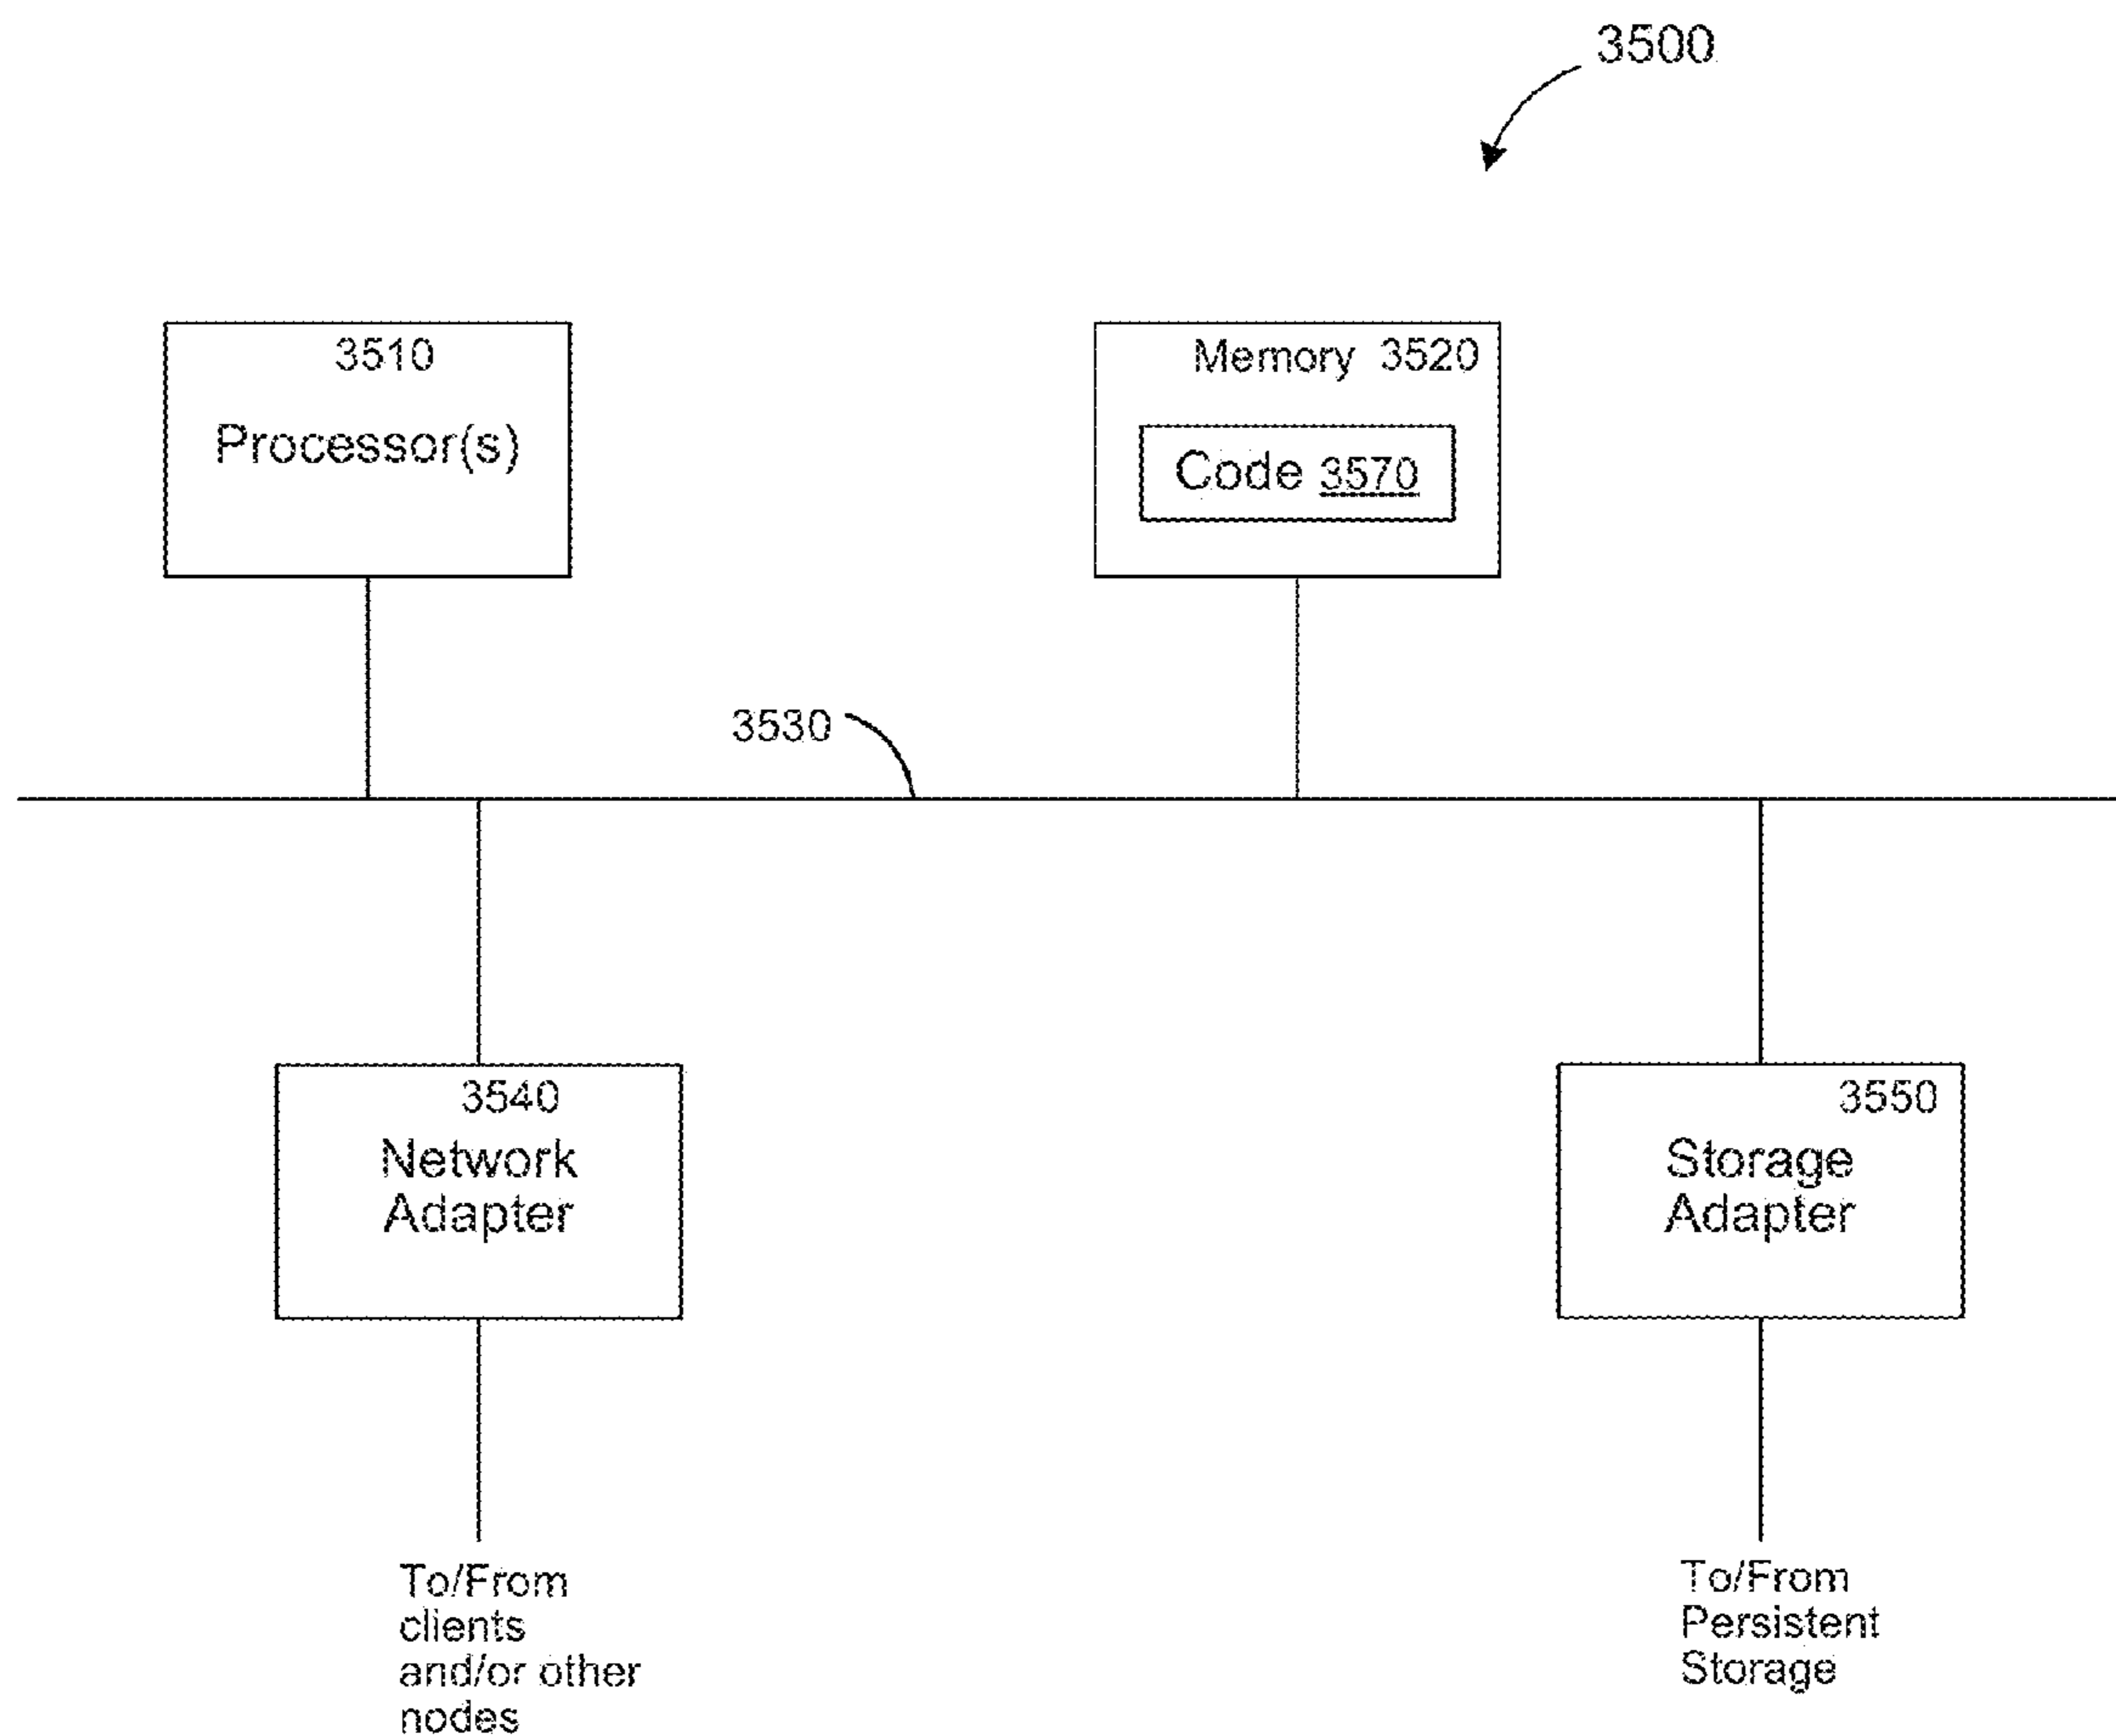 3500
3510
Processor(s)
Memory 3520
Code 3570
3530
3540
Network
Adapter
3550
Storage
Adapter
To/From
clients
and/or other
nodes
To/From
Persistent
Storage